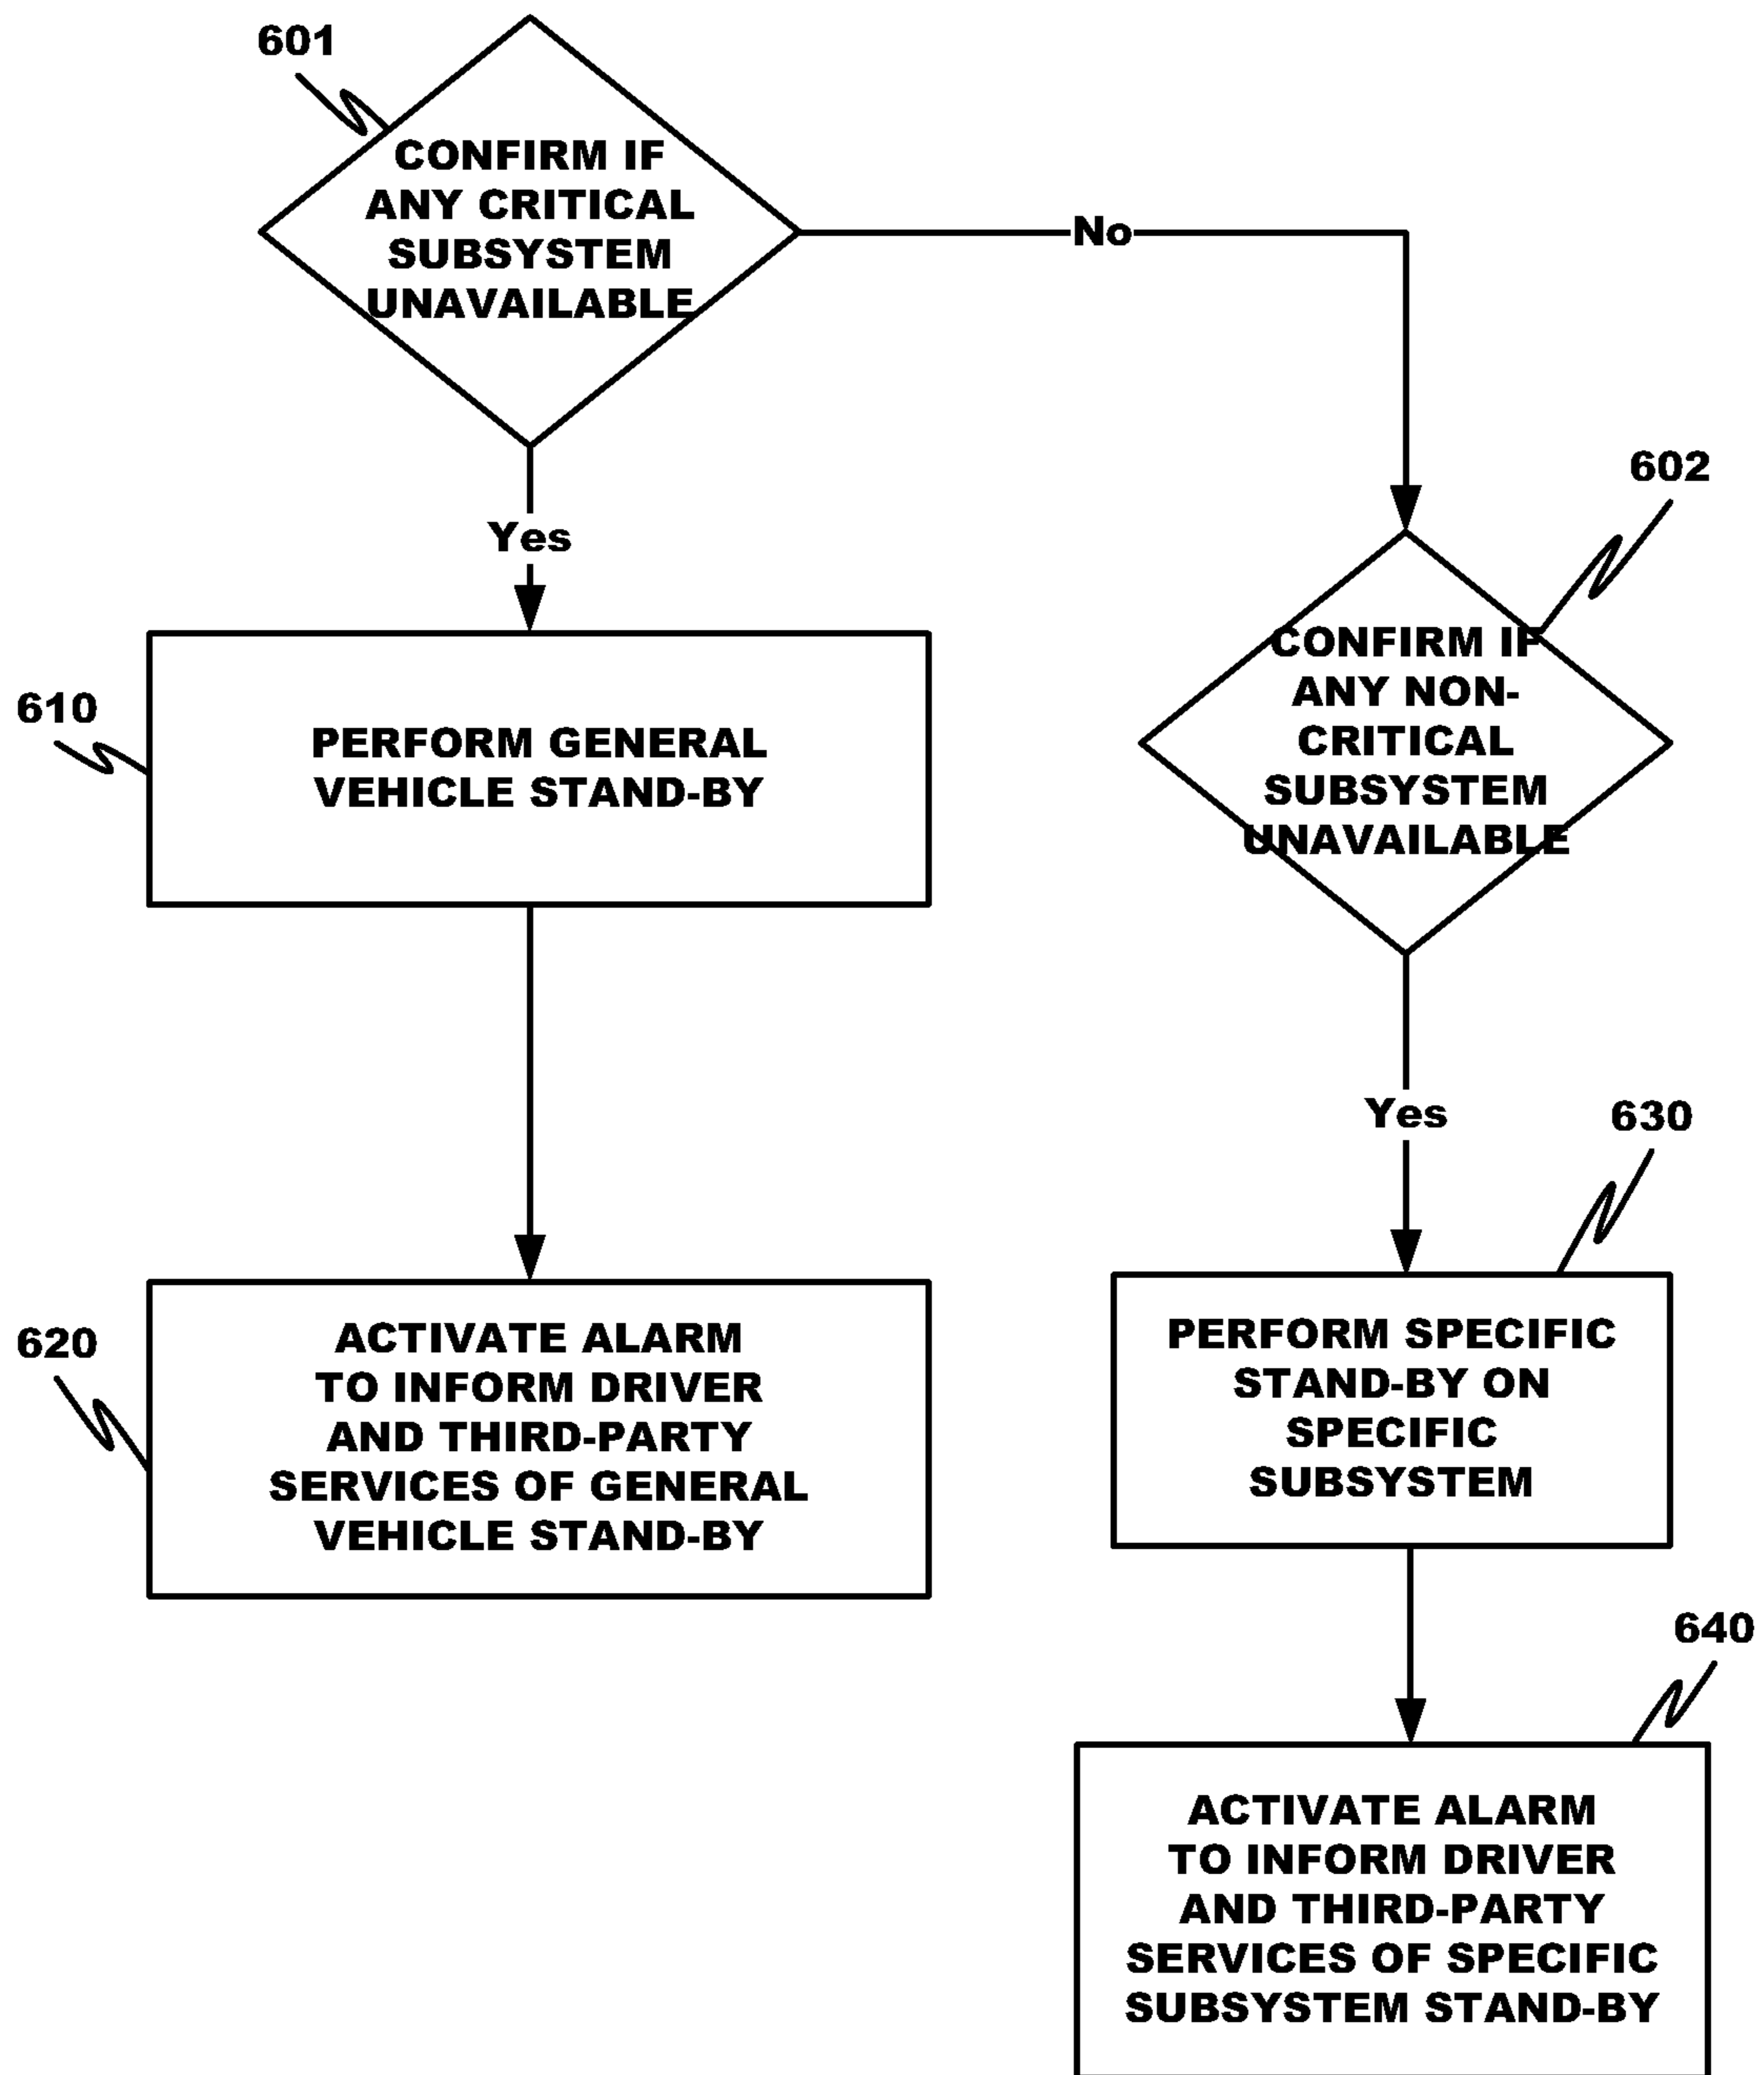 601
CONFIRM IF
ANY CRITICAL
SUBSYSTEM
UNAVAILABLE
No
Yes
602
CONFIRM IF
ANY NON-
CRITICAL
SUBSYSTEM
UNAVAILABLE
610
PERFORM GENERAL
VEHICLE STAND-BY
Yes
630
620
ACTIVATE ALARM
TO INFORM DRIVER
AND THIRD-PARTY
SERVICES OF GENERAL
VEHICLE STAND-BY
PERFORM SPECIFIC
STAND-BY ON
SPECIFIC
SUBSYSTEM
640
ACTIVATE ALARM
TO INFORM DRIVER
AND THIRD-PARTY
SERVICES OF SPECIFIC
SUBSYSTEM STAND-BY